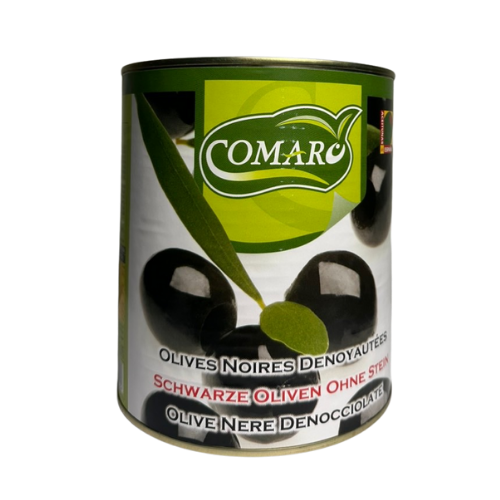 COMARO
OLIVES NOIRES DENOYAUTÉES
SCHWARZE OLIVEN OHNE STEIN
OLIVE NERE DENOCCIOLATE